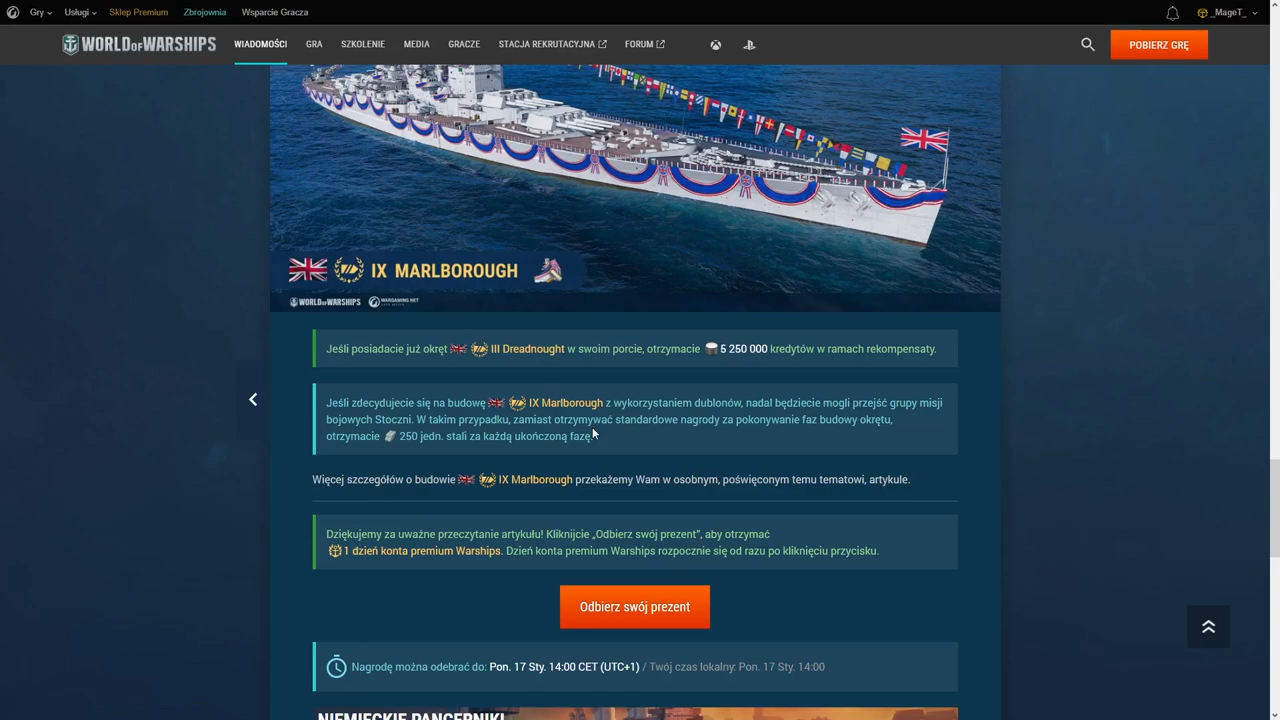 Gry Usługi Sklep Premium Zbrojownia Wsparcie Gracza _MageT_
WORLD OF WARSHIPS WIADOMOŚCI GRA SZKOLENIE MEDIA GRACZE STACJA REKRUTACYJNA FORUM POBIERZ GRĘ
IX MARLBOROUGH
WORLD OF WARSHIPS WARGAMING.NET
Jeśli posiadacie już okręt III Dreadnought w swoim porcie, otrzymacie 5 250 000 kredytów w ramach rekompensaty.
Jeśli zdecydujecie się na budowę IX Marlborough z wykorzystaniem dublonów, nadal będziecie mogli przejść grupy misji
bojowych Stoczni. W takim przypadku, zamiast otrzymywać standardowe nagrody za pokonywanie faz budowy okrętu,
otrzymacie 250 jedn. stali za każdą ukończoną fazę.
Więcej szczegółów o budowie IX Marlborough przekażemy Wam w osobnym, poświęconym temu tematowi, artykule.
Dziękujemy za uważne przeczytanie artykułu! Kliknijcie „Odbierz swój prezent”, aby otrzymać
1 dzień konta premium Warships. Dzień konta premium Warships rozpocznie się od razu po kliknięciu przycisku.
Odbierz swój prezent
Nagrodę można odebrać do: Pon. 17 Sty. 14:00 CET (UTC+1) / Twój czas lokalny: Pon. 17 Sty. 14:00
NIEMIECKIE PANCERNIKI